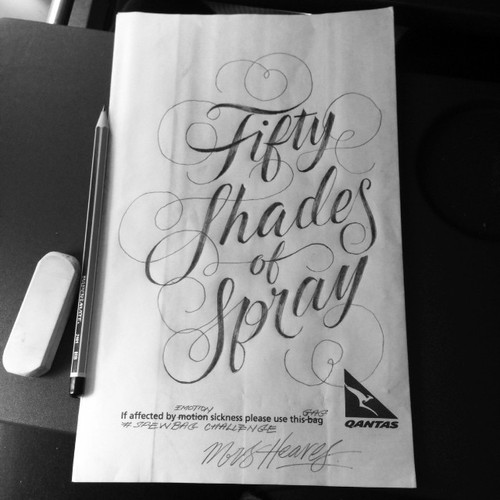 Fifty
Shades
of
Spray
EMOTION GAG
If affected by motion sickness please use this bag
# SPEWBAG CHALLENGE
QANTAS